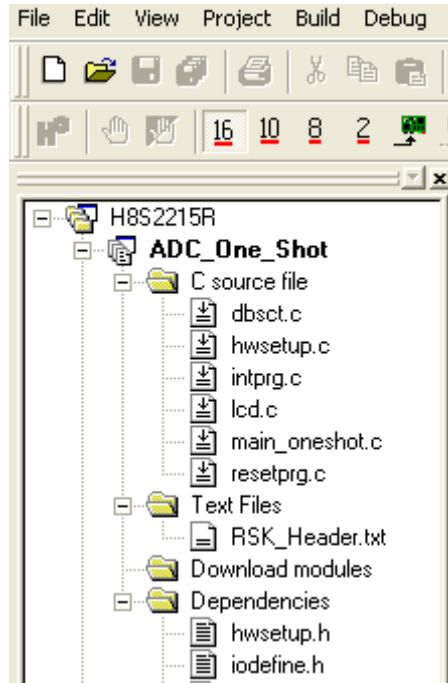 File Edit View Project Build Debug
16 10 8 2
H8S2215R
ADC_One_Shot
C source file
dbsct.c
hwsetup.c
intprg.c
lcd.c
main_oneshot.c
resetprg.c
Text Files
RSK_Header.txt
Download modules
Dependencies
hwsetup.h
iodefine.h